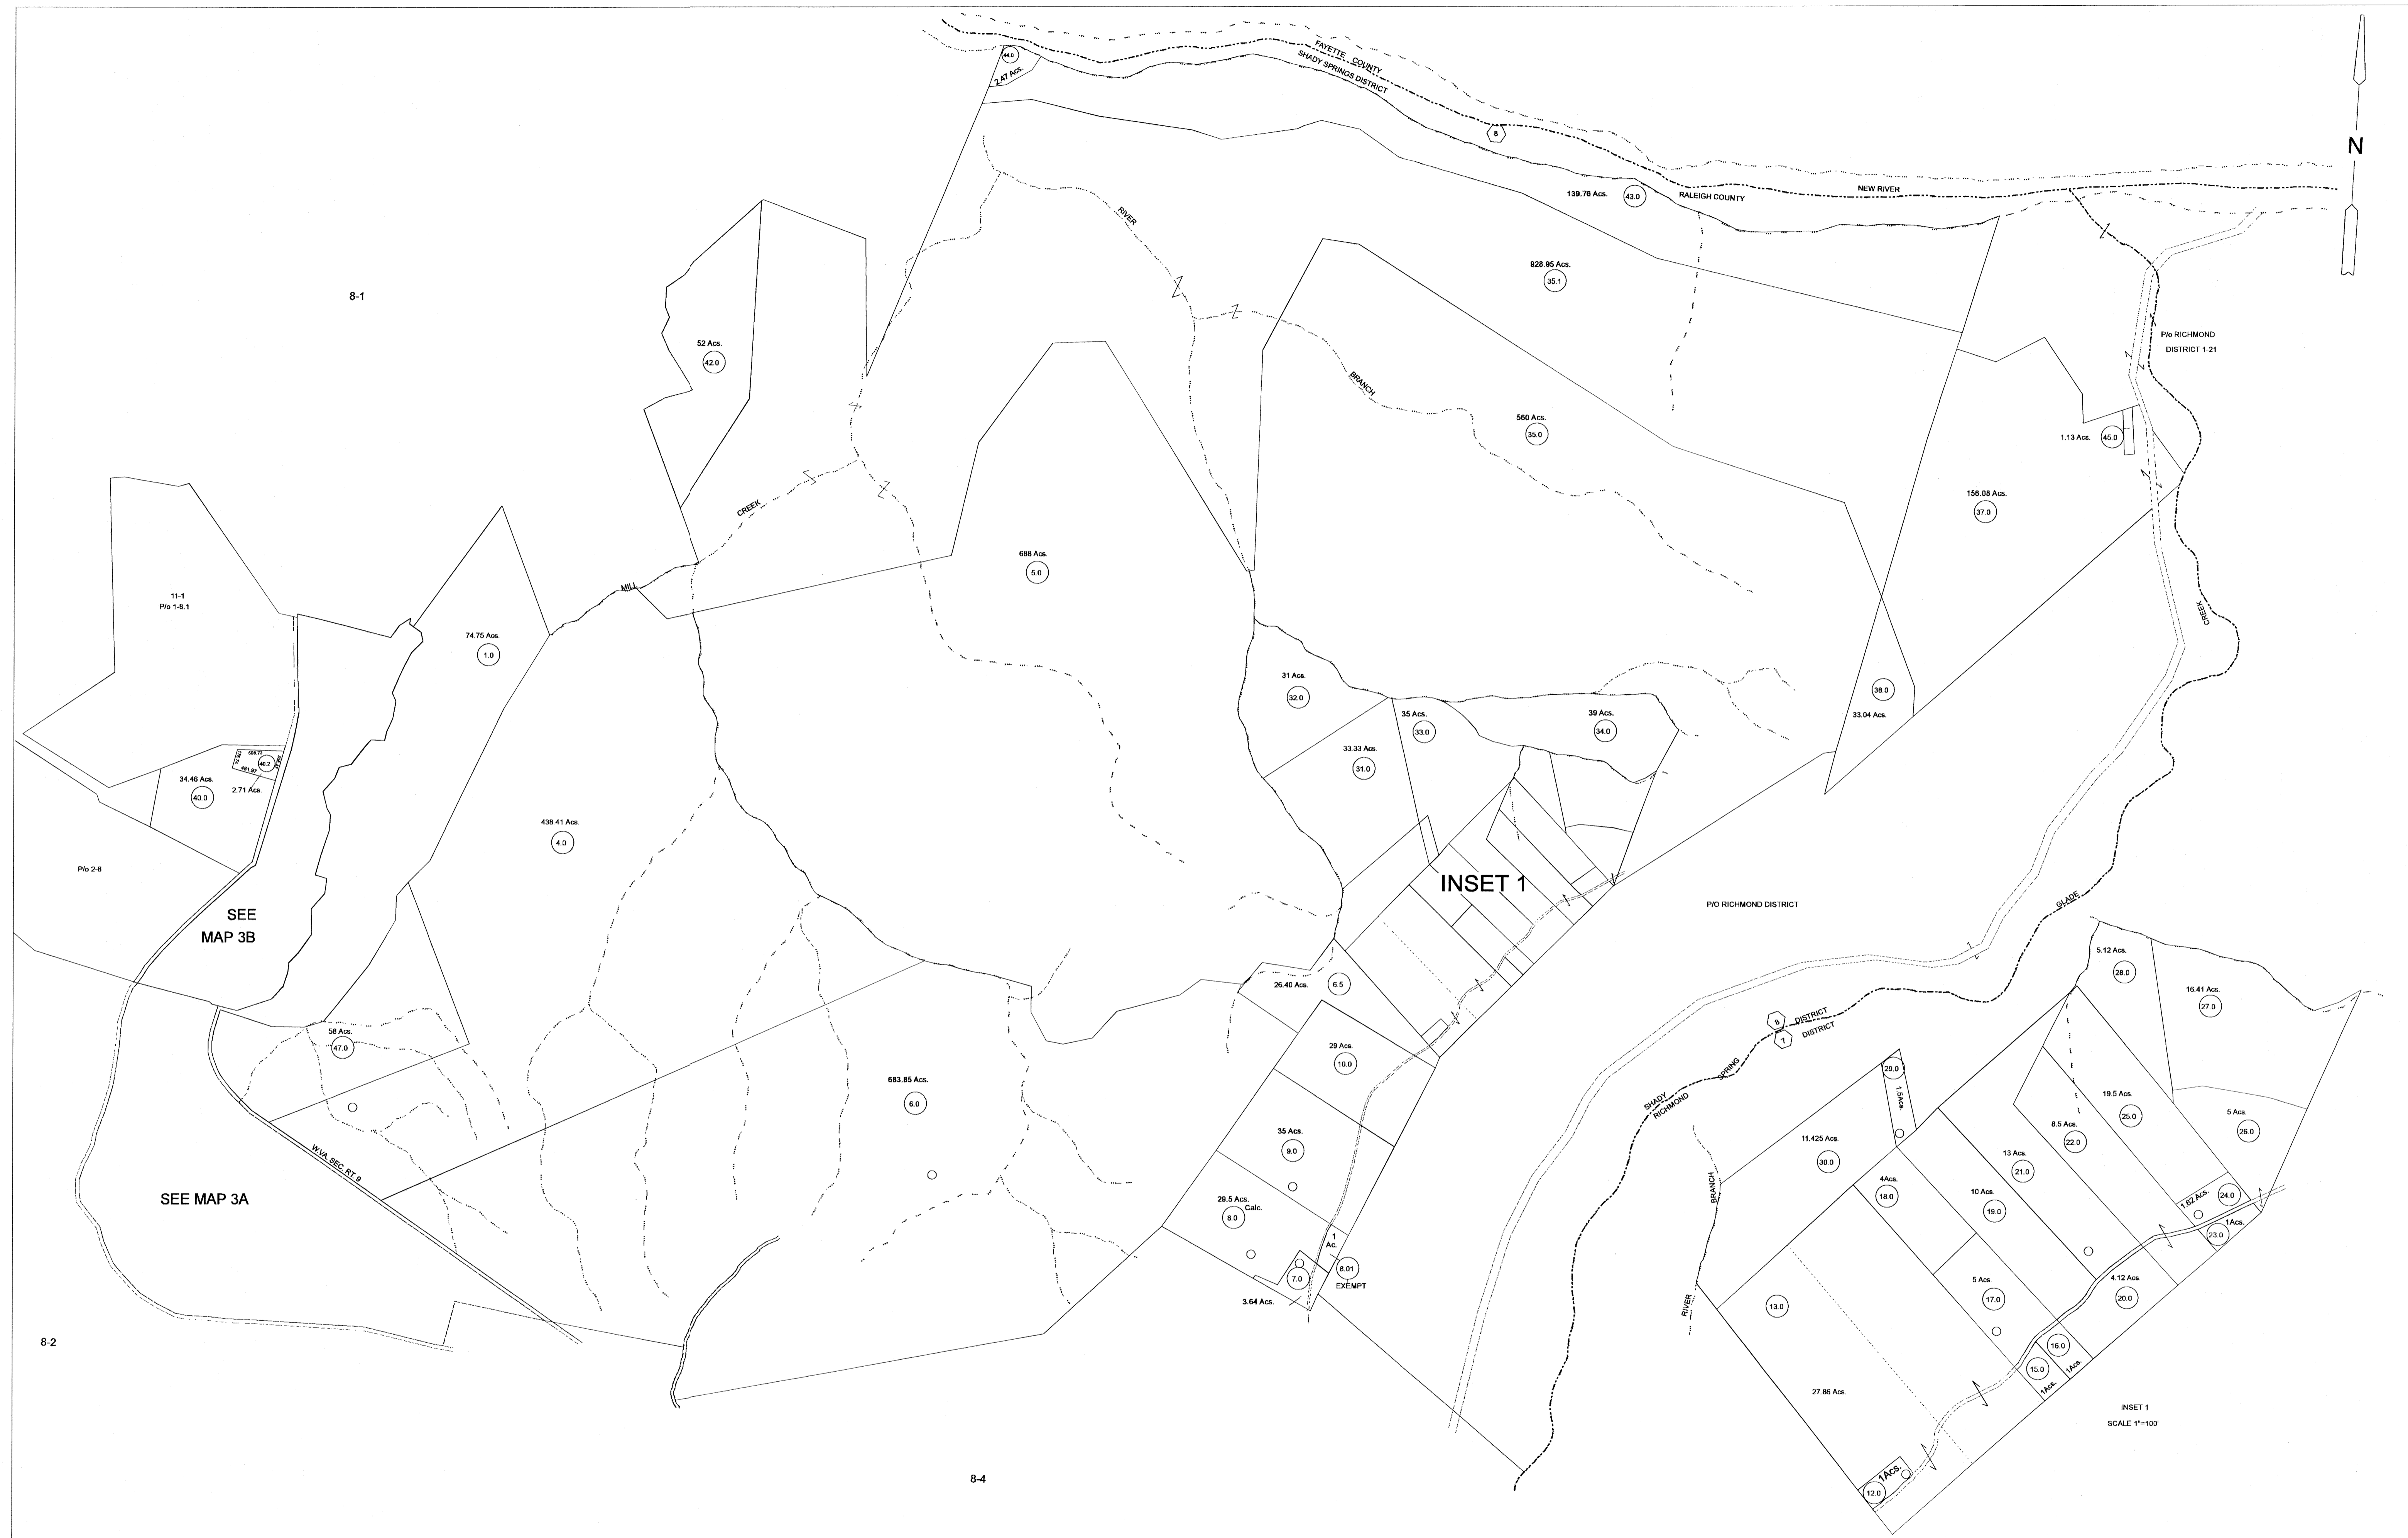 44.0
2.47 Acs.
FAYETTE COUNTY
SHADY SPRINGS DISTRICT
8
N
139.76 Acs.
43.0
RALEIGH COUNTY
NEW RIVER
RIVER
928.95 Acs.
35.1
8-1
P/o RICHMOND
DISTRICT 1-21
52 Acs.
42.0
BRANCH
560 Acs.
35.0
1.13 Acs.
45.0
156.08 Acs.
37.0
CREEK
688 Acs.
5.0
MILL
11-1
P/o 1-8.1
74.75 Acs.
1.0
CREEK
31 Acs.
32.0
35 Acs.
33.0
39 Acs.
34.0
38.0
33.04 Acs.
33.33 Acs.
31.0
40.2
34.46 Acs.
40.0
2.71 Acs.
438.41 Acs.
4.0
P/o 2-8
INSET 1
SEE
MAP 3B
P/O RICHMOND DISTRICT
GLADE
26.40 Acs.
6.5
5.12 Acs.
28.0
16.41 Acs.
27.0
58 Acs.
47.0
8 DISTRICT
7 DISTRICT
29 Acs.
10.0
SPRING
SHADY
RICHMOND
683.85 Acs.
6.0
29.0
1.5Acs.
19.5 Acs.
25.0
5 Acs.
26.0
8.5 Acs.
22.0
35 Acs.
9.0
11.425 Acs.
30.0
13 Acs.
21.0
W.VA. SEC. RT. 9
BRANCH
4Acs.
18.0
10 Acs.
19.0
1.62 Acs.
24.0
SEE MAP 3A
29.5 Acs.
Calc.
8.0
1Acs.
23.0
1
Ac.
8.01
EXEMPT
7.0
3.64 Acs.
RIVER
13.0
5 Acs.
17.0
4.12 Acs.
20.0
8-2
16.0
1Acs.
15.0
1Acs.
27.86 Acs.
INSET 1
SCALE 1"=100'
8-4
1Acs.
12.0